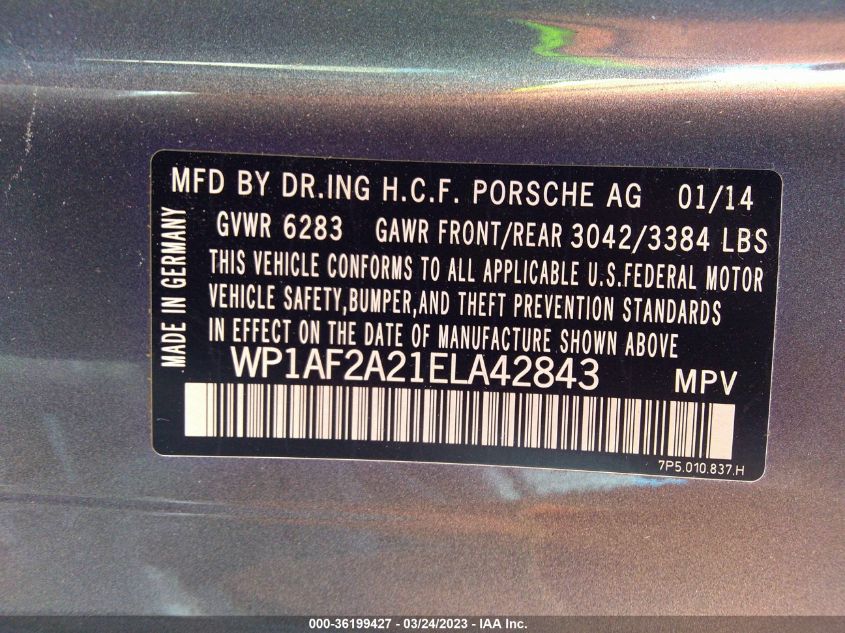 MFD BY DR.ING H.C.F. PORSCHE AG 01/14
GVWR 6283 GAWR FRONT/REAR 3042/3384 LBS
THIS VEHICLE CONFORMS TO ALL APPLICABLE U.S.FEDERAL MOTOR
VEHICLE SAFETY,BUMPER,AND THEFT PREVENTION STANDARDS
IN EFFECT ON THE DATE OF MANUFACTURE SHOWN ABOVE
WP1AF2A21ELA42843 MPV
MADE IN GERMANY
7P5.010.837.H
000-36199427 - 03/24/2023 - IAA Inc.